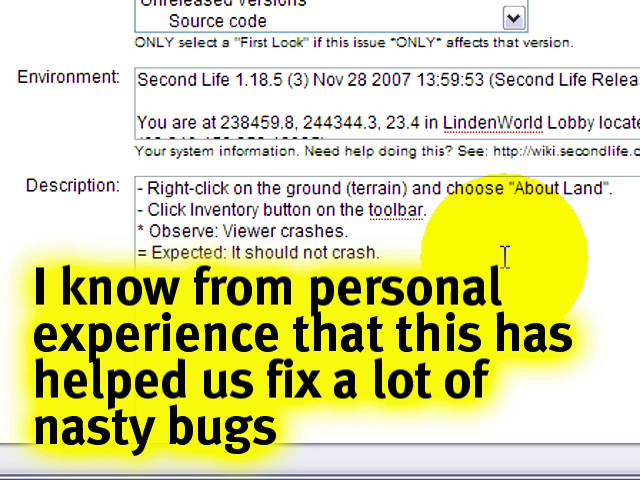 Unreleased Versions
Source code
ONLY select a "First Look" if this issue *ONLY* affects that version.
Environment:
Second Life 1.18.5 (3) Nov 28 2007 13:59:53 (Second Life Relea
You are at 238459.8, 244344.3, 23.4 in LindenWorld Lobby locate
Your system information. Need help doing this? See: http://wiki.secondlife.c
Description:
- Right-click on the ground (terrain) and choose "About Land".
- Click Inventory button on the toolbar.
* Observe: Viewer crashes.
= Expected: It should not crash.
I know from personal
experience that this has
helped us fix a lot of
nasty bugs